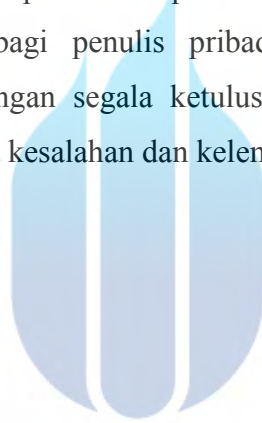 bagi penulis pribad
ngan segala ketulus
kesalahan dan kelen